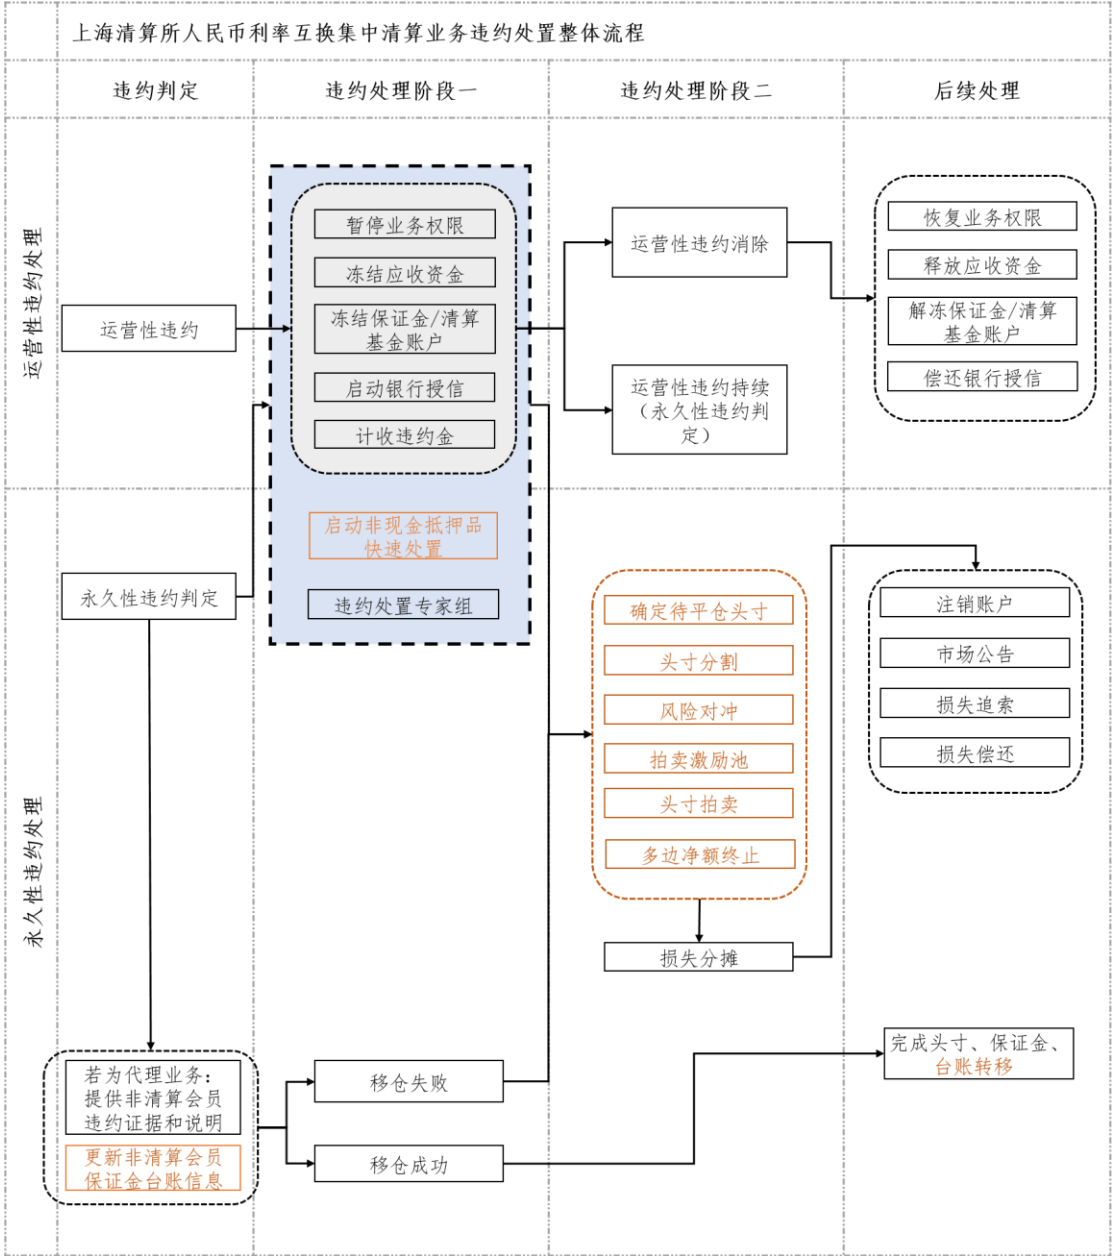 上海清算所人民币利率互换集中清算业务违约处置整体流程
违约判定
违约处理阶段一
违约处理阶段二
后续处理
运营性违约处理
运营性违约
暂停业务权限
冻结应收资金
冻结保证金/清算
基金账户
启动银行授信
计收违约金
运营性违约消除
运营性违约持续
（永久性违约判
定）
恢复业务权限
释放应收资金
解冻保证金/清算
基金账户
偿还银行授信
永久性违约处理
永久性违约判定
启动非现金抵押品
快速处置
违约处置专家组
确定待平仓头寸
头寸分割
风险对冲
拍卖激励池
头寸拍卖
多边净额终止
损失分摊
注销账户
市场公告
损失追索
损失偿还
若为代理业务：
提供非清算会员
违约证据和说明
更新非清算会员
保证金台账信息
移仓失败
移仓成功
完成头寸、保证金、
台账转移